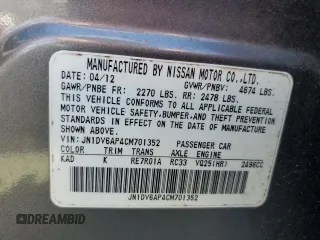 MANUFACTURED BY NISSAN MOTOR CO.,LTD.
DATE: 04/12 GVWR/PNBV: 4674 LBS.
GAWR/PNBE FR: 2270 LBS. RR: 2478 LBS.
THIS VEHICLE CONFORMS TO ALL APPLICABLE FEDERAL
MOTOR VEHICLE SAFETY, BUMPER, AND THEFT PREVENTION
STANDARDS IN EFFECT ON THE DATE OF MANUFACTURE
SHOWN ABOVE.
VIN: JN1DV6AP4CM701352 PASSENGER CAR
COLOR TRIM TRANS AXLE ENGINE
KAD K RE7R01A RC33 VQ25(HR) 2496CC
JN1DV6AP4CM701352
DREAMBID